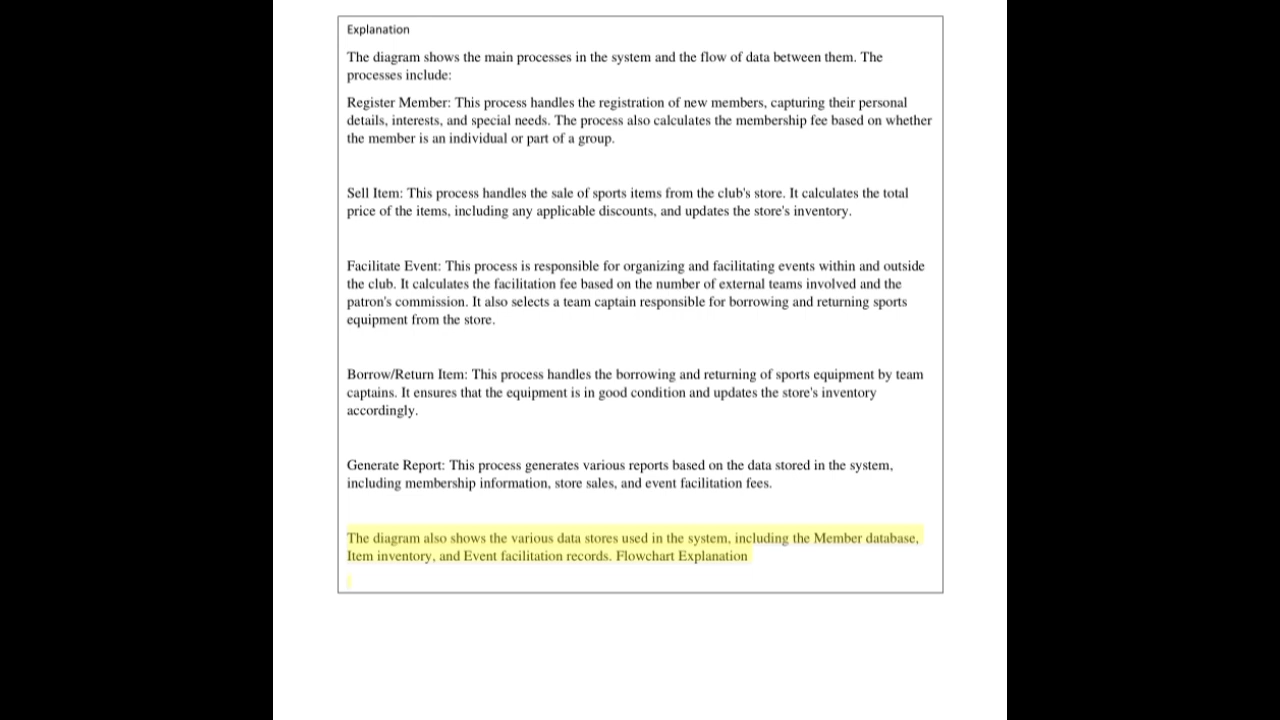 Explanation
The diagram shows the main processes in the system and the flow of data between them. The
processes include:
Register Member: This process handles the registration of new members, capturing their personal
details, interests, and special needs. The process also calculates the membership fee based on whether
the member is an individual or part of a group.
Sell Item: This process handles the sale of sports items from the club's store. It calculates the total
price of the items, including any applicable discounts, and updates the store's inventory.
Facilitate Event: This process is responsible for organizing and facilitating events within and outside
the club. It calculates the facilitation fee based on the number of external teams involved and the
patron's commission. It also selects a team captain responsible for borrowing and returning sports
equipment from the store.
Borrow/Return Item: This process handles the borrowing and returning of sports equipment by team
captains. It ensures that the equipment is in good condition and updates the store's inventory
accordingly.
Generate Report: This process generates various reports based on the data stored in the system,
including membership information, store sales, and event facilitation fees.
The diagram also shows the various data stores used in the system, including the Member database,
Item inventory, and Event facilitation records. Flowchart Explanation